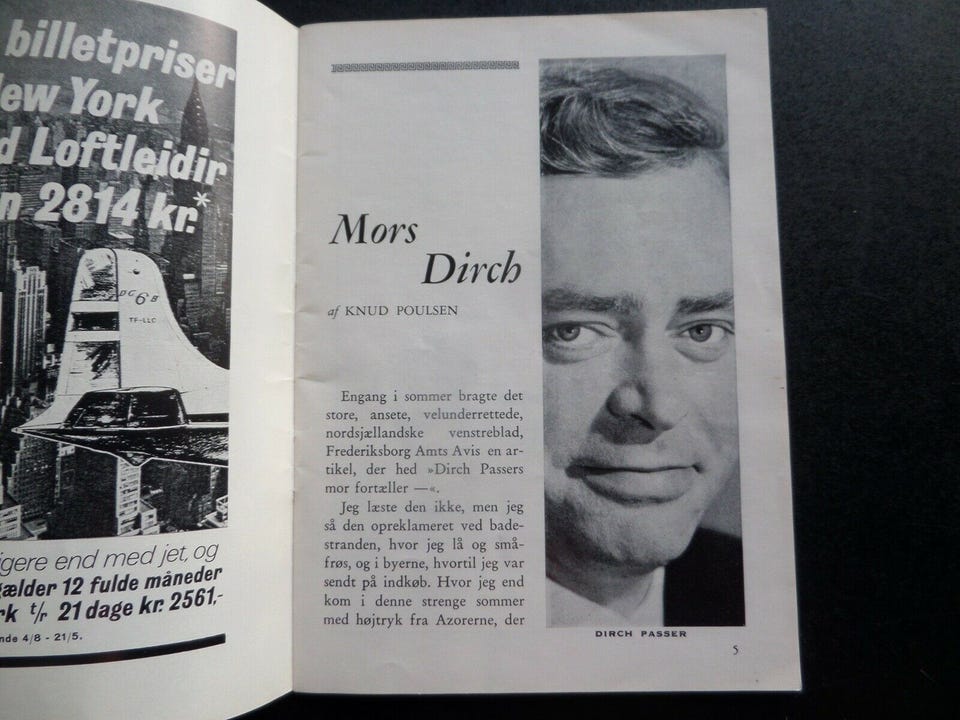 billetpriser
ew York
d Loftleidir
n 2814 kr.*
DC6B
TF-LLC
igere end med jet, og
gælder 12 fulde måneder
rk t/r 21 dage kr. 2561,-
nde 4/8 - 21/5.
Mors
Dirch
af KNUD POULSEN
Engang i sommer bragte det
store, ansete, velunderrettede,
nordsjællandske venstreblad,
Frederiksborg Amts Avis en ar-
tikel, der hed »Dirch Passers
mor fortæller —«.
Jeg læste den ikke, men jeg
så den opreklameret ved bade-
stranden, hvor jeg lå og små-
frøs, og i byerne, hvortil jeg var
sendt på indkøb. Hvor jeg end
kom i denne strenge sommer
med højtryk fra Azorerne, der
DIRCH PASSER
5